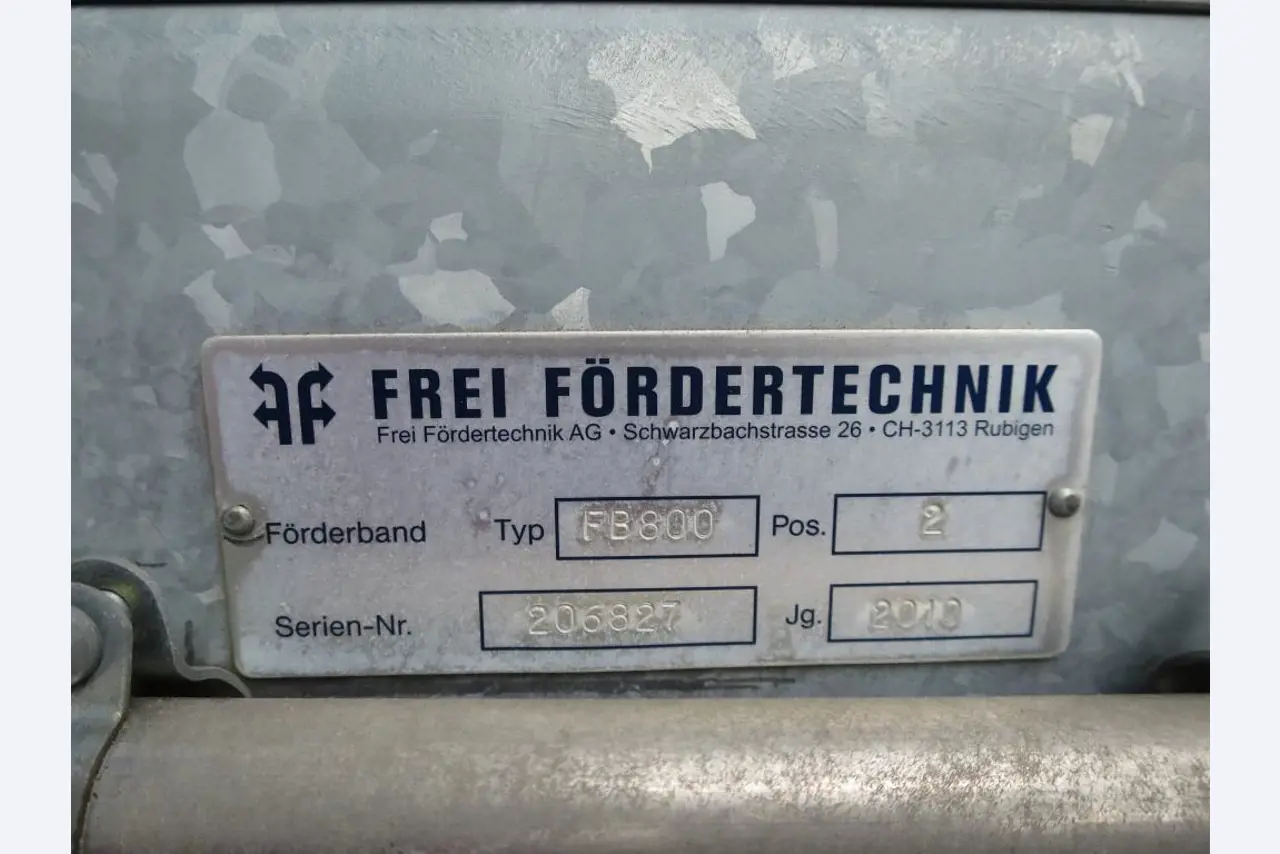 FREI FÖRDERTECHNIK
Frei Fördertechnik AG • Schwarzbachstrasse 26 • CH-3113 Rubigen
Förderband Typ FB800 Pos. 2
Serien-Nr. 206827 Jg. 2010